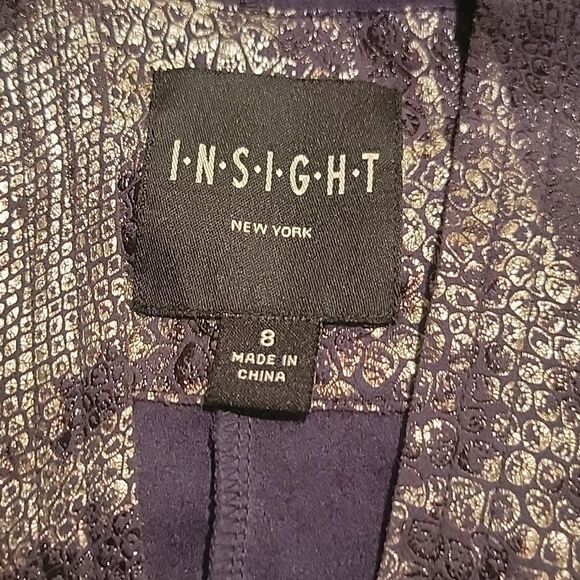 I·N·S·I·G·H·T
NEW YORK
8
MADE IN
CHINA